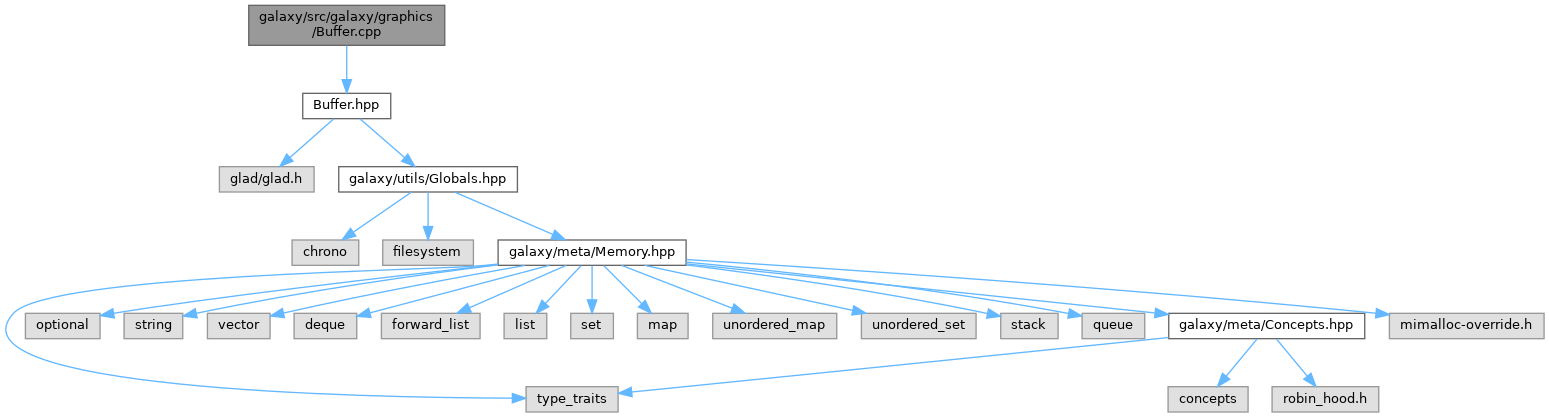 galaxy/src/galaxy/graphics
/Buffer.cpp
Buffer.hpp
glad/glad.h
galaxy/utils/Globals.hpp
chrono
filesystem
galaxy/meta/Memory.hpp
optional
string
vector
deque
forward_list
list
set
map
unordered_map
unordered_set
stack
queue
galaxy/meta/Concepts.hpp
mimalloc-override.h
type_traits
concepts
robin_hood.h